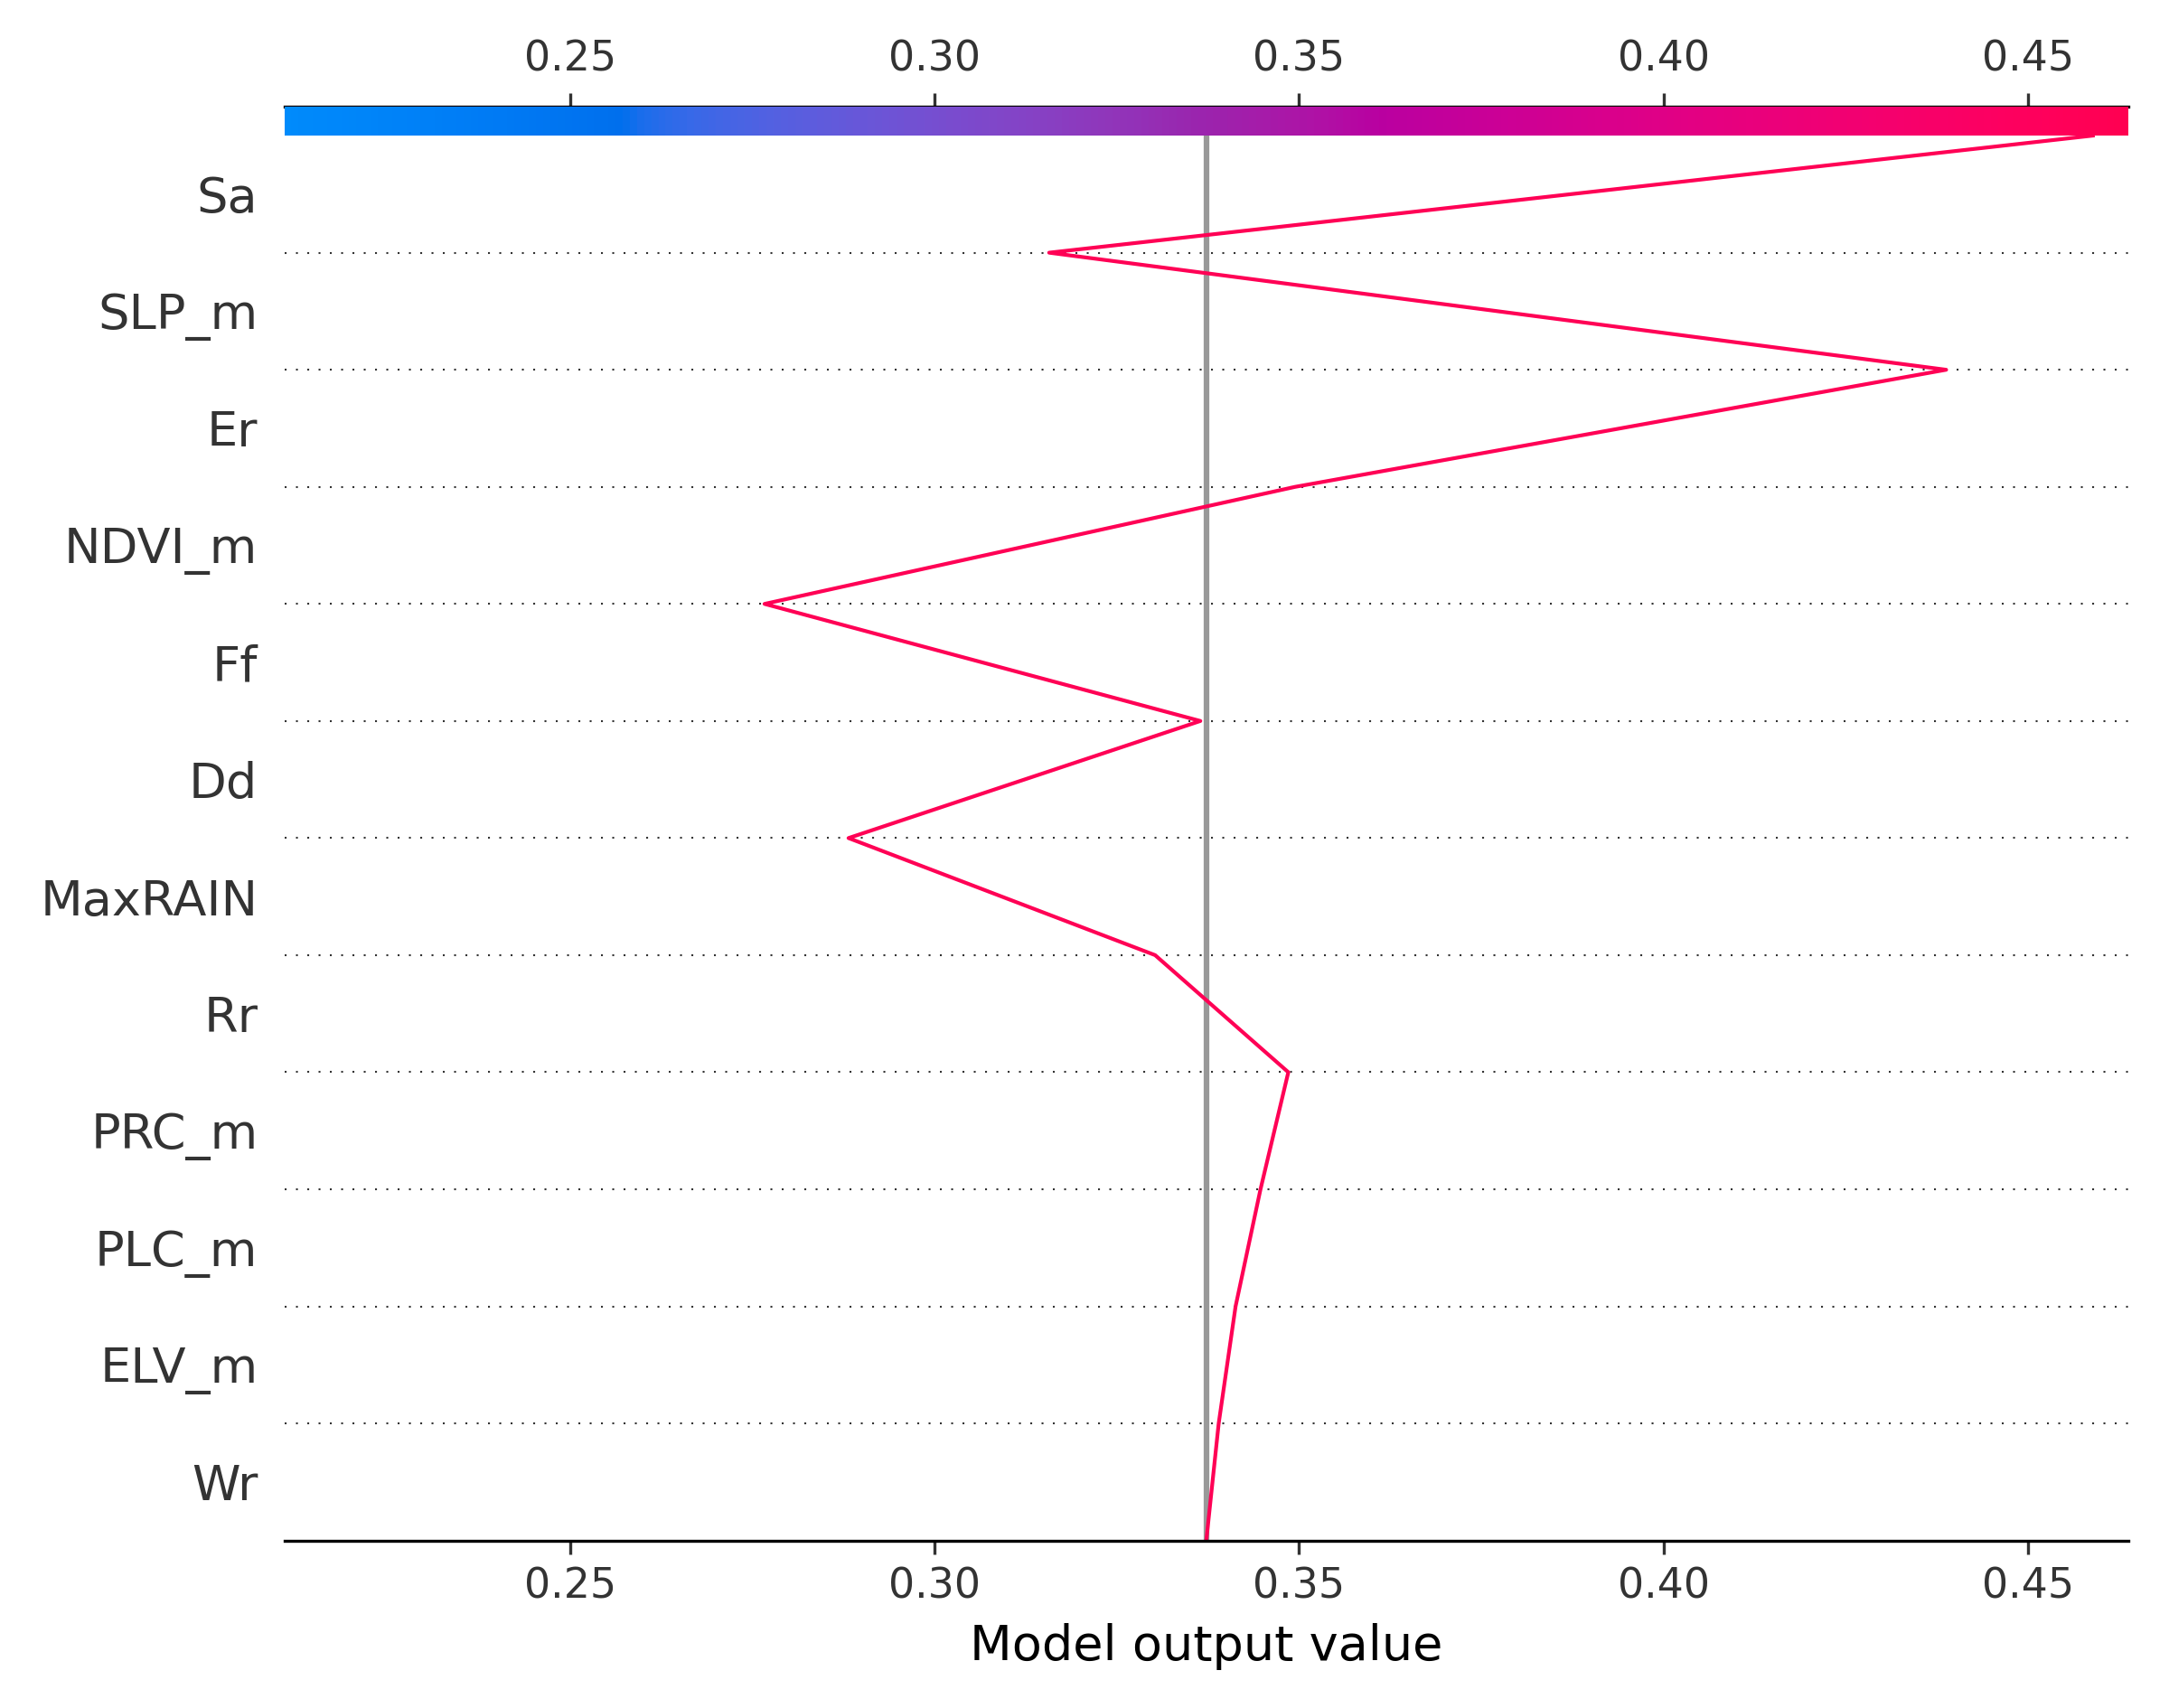 0.25 0.30 0.35 0.40 0.45
Sa
SLP_m
Er
NDVI_m
Ff
Dd
MaxRAIN
Rr
PRC_m
PLC_m
ELV_m
Wr
0.25 0.30 0.35 0.40 0.45
Model output value